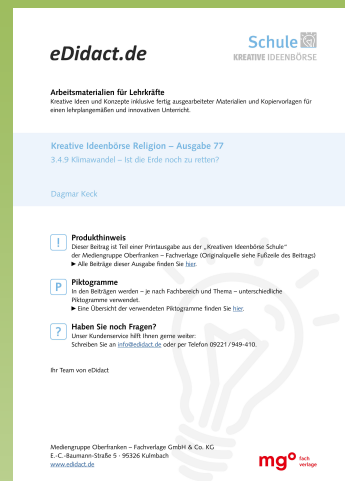 eDidact.de
Schule
KREATIVE IDEENBÖRSE
Arbeitsmaterialien für Lehrkräfte
Kreative Ideen und Konzepte inklusive fertig ausgearbeiteter Materialien und Kopiervorlagen für
einen lehrplangemäßen und innovativen Unterricht.
Kreative Ideenbörse Religion – Ausgabe 77
3.4.9 Klimawandel – Ist die Erde noch zu retten?
Dagmar Keck
!
Produkthinweis
Dieser Beitrag ist Teil einer Printausgabe aus der „Kreativen Ideenbörse Schule“
der Mediengruppe Oberfranken – Fachverlage (Originalquelle siehe Fußzeile des Beitrags)
▶ Alle Beiträge dieser Ausgabe finden Sie hier.
P
Piktogramme
In den Beiträgen werden – je nach Fachbereich und Thema – unterschiedliche
Piktogramme verwendet.
▶ Eine Übersicht der verwendeten Piktogramme finden Sie hier.
?
Haben Sie noch Fragen?
Unser Kundenservice hilft Ihnen gerne weiter:
Schreiben Sie an info@edidact.de oder per Telefon 09221/949-410.
Ihr Team von eDidact
Mediengruppe Oberfranken – Fachverlage GmbH & Co. KG
E.-C.-Baumann-Straße 5 · 95326 Kulmbach
www.edidact.de
mgo fach
verlage